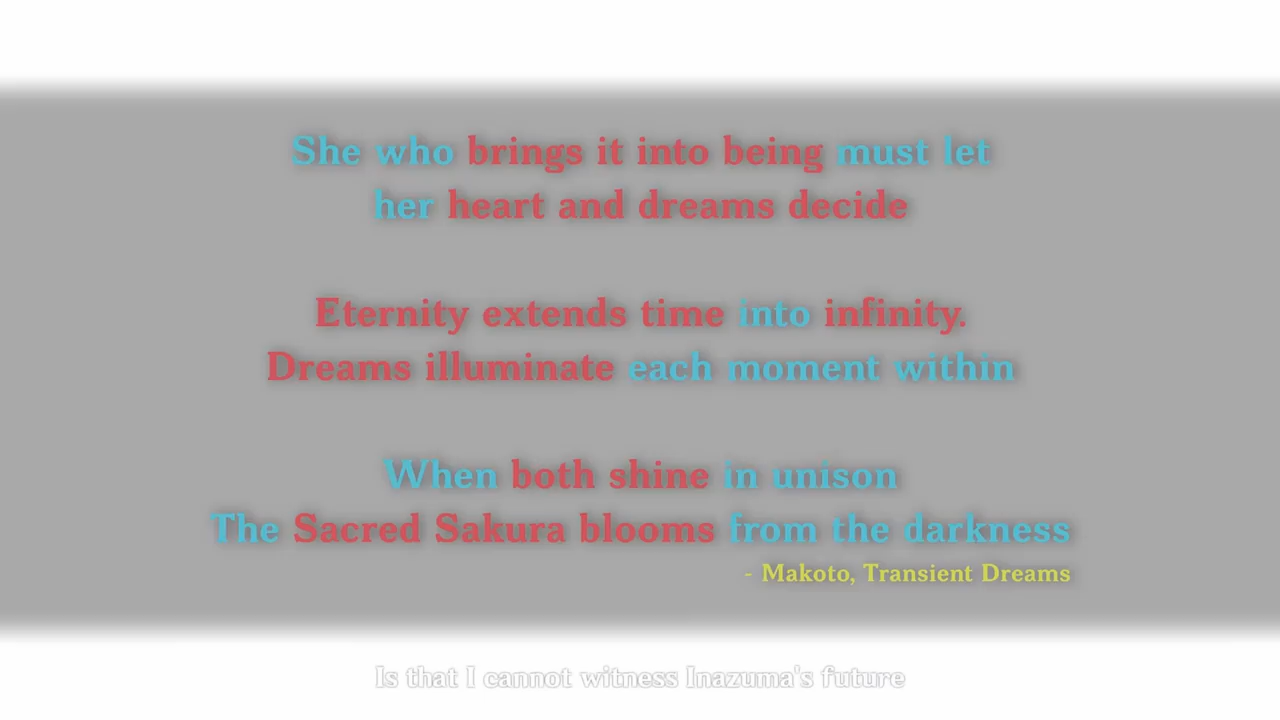 She who brings it into being must let
her heart and dreams decide
Eternity extends time into infinity.
Dreams illuminate each moment within
When both shine in unison
The Sacred Sakura blooms from the darkness
- Makoto, Transient Dreams
Is that I cannot witness Inazuma's future